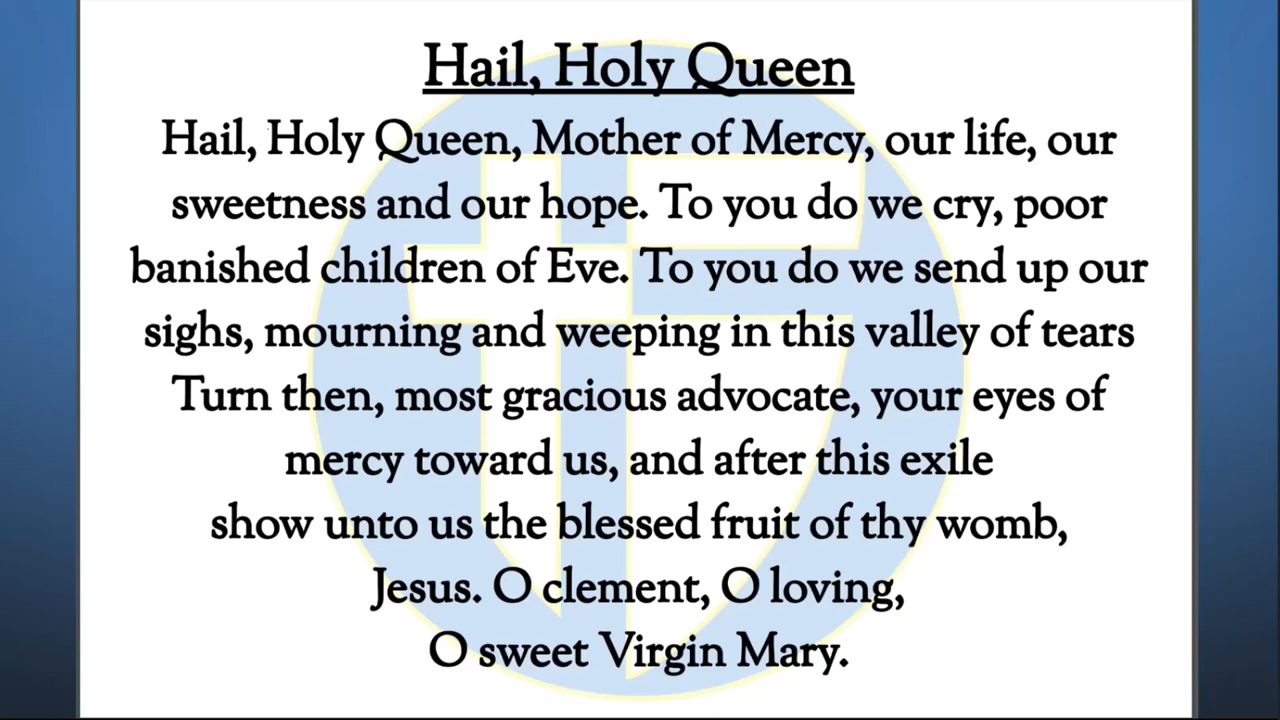 Hail, Holy Queen
Hail, Holy Queen, Mother of Mercy, our life, our
sweetness and our hope. To you do we cry, poor
banished children of Eve. To you do we send up our
sighs, mourning and weeping in this valley of tears
Turn then, most gracious advocate, your eyes of
mercy toward us, and after this exile
show unto us the blessed fruit of thy womb,
Jesus. O clement, O loving,
O sweet Virgin Mary.